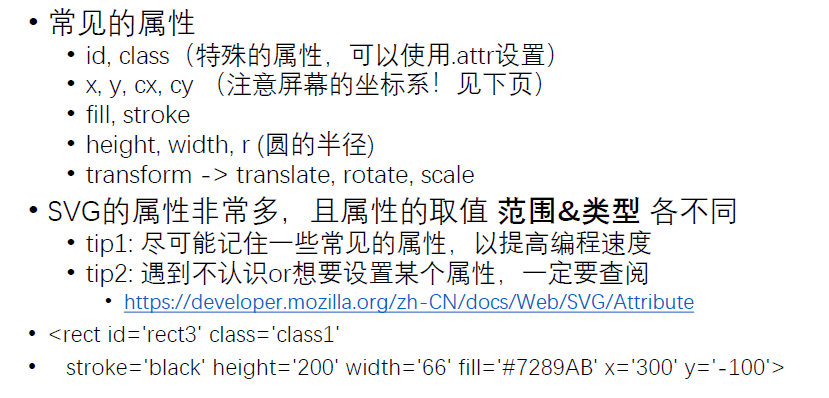 • 常见的属性
• id, class（特殊的属性，可以使用.attr设置）
• x, y, cx, cy （注意屏幕的坐标系！见下页）
• fill, stroke
• height, width, r (圆的半径)
• transform -> translate, rotate, scale
• SVG的属性非常多，且属性的取值 范围&类型 各不同
• tip1: 尽可能记住一些常见的属性，以提高编程速度
• tip2: 遇到不认识or想要设置某个属性，一定要查阅
• https://developer.mozilla.org/zh-CN/docs/Web/SVG/Attribute
• <rect id='rect3' class='class1'
• stroke='black' height='200' width='66' fill='#7289AB' x='300' y='-100'>